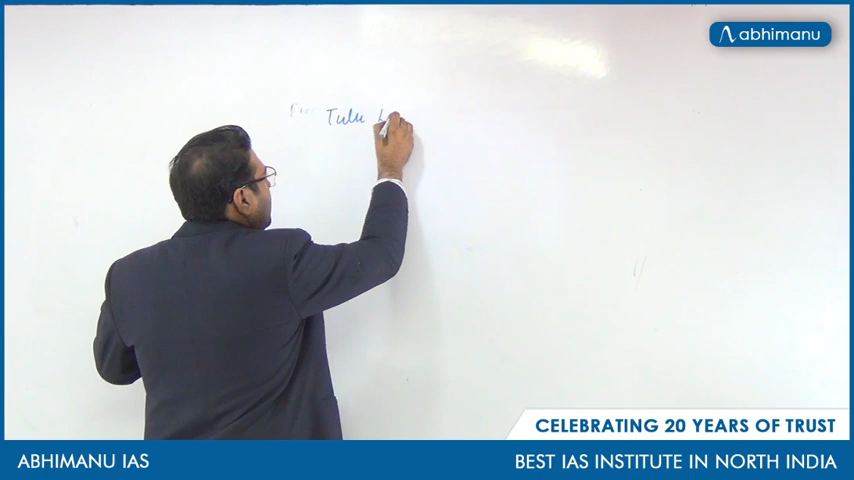 abhimanu
Tulu
CELEBRATING 20 YEARS OF TRUST
ABHIMANU IAS
BEST IAS INSTITUTE IN NORTH INDIA